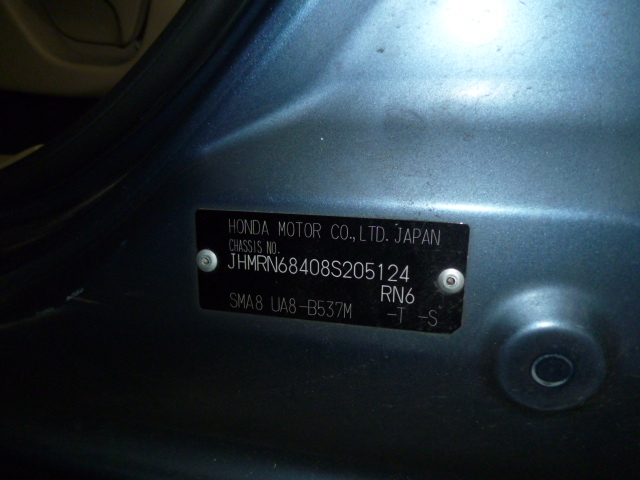 HONDA MOTOR CO.,LTD. JAPAN
CHASSIS NO.
JHMRN68408S205124
RN6
SMA8 UA8-B537M -T -S